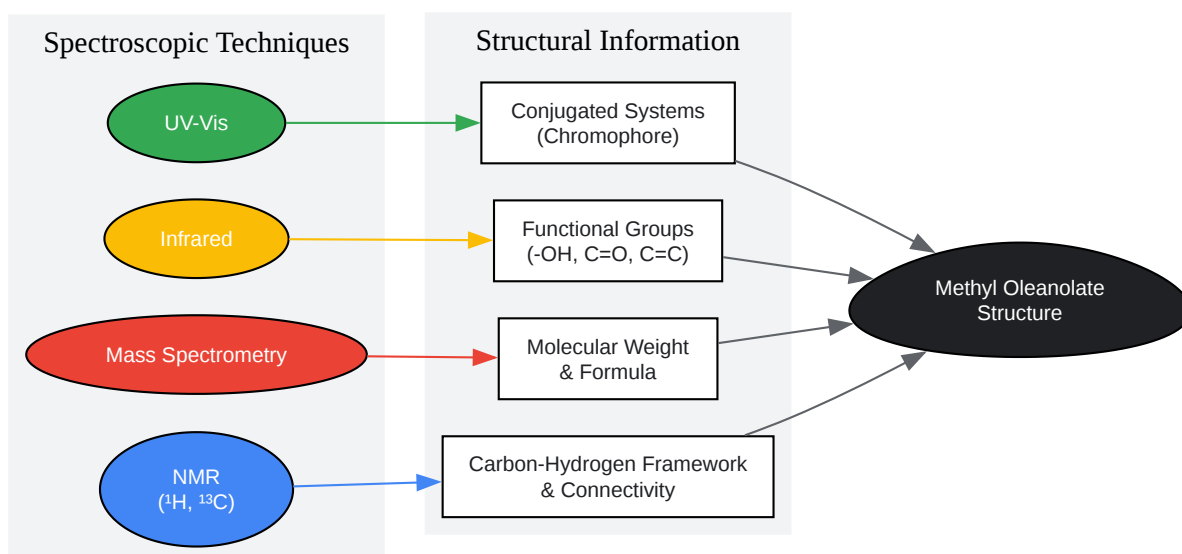 Spectroscopic Techniques
Structural Information
UV-Vis
Conjugated Systems
(Chromophore)
Infrared
Functional Groups
(-OH, C=O, C=C)
Methyl Oleanolate
Structure
Mass Spectrometry
Molecular Weight
& Formula
NMR
(¹H, ¹³C)
Carbon-Hydrogen Framework
& Connectivity